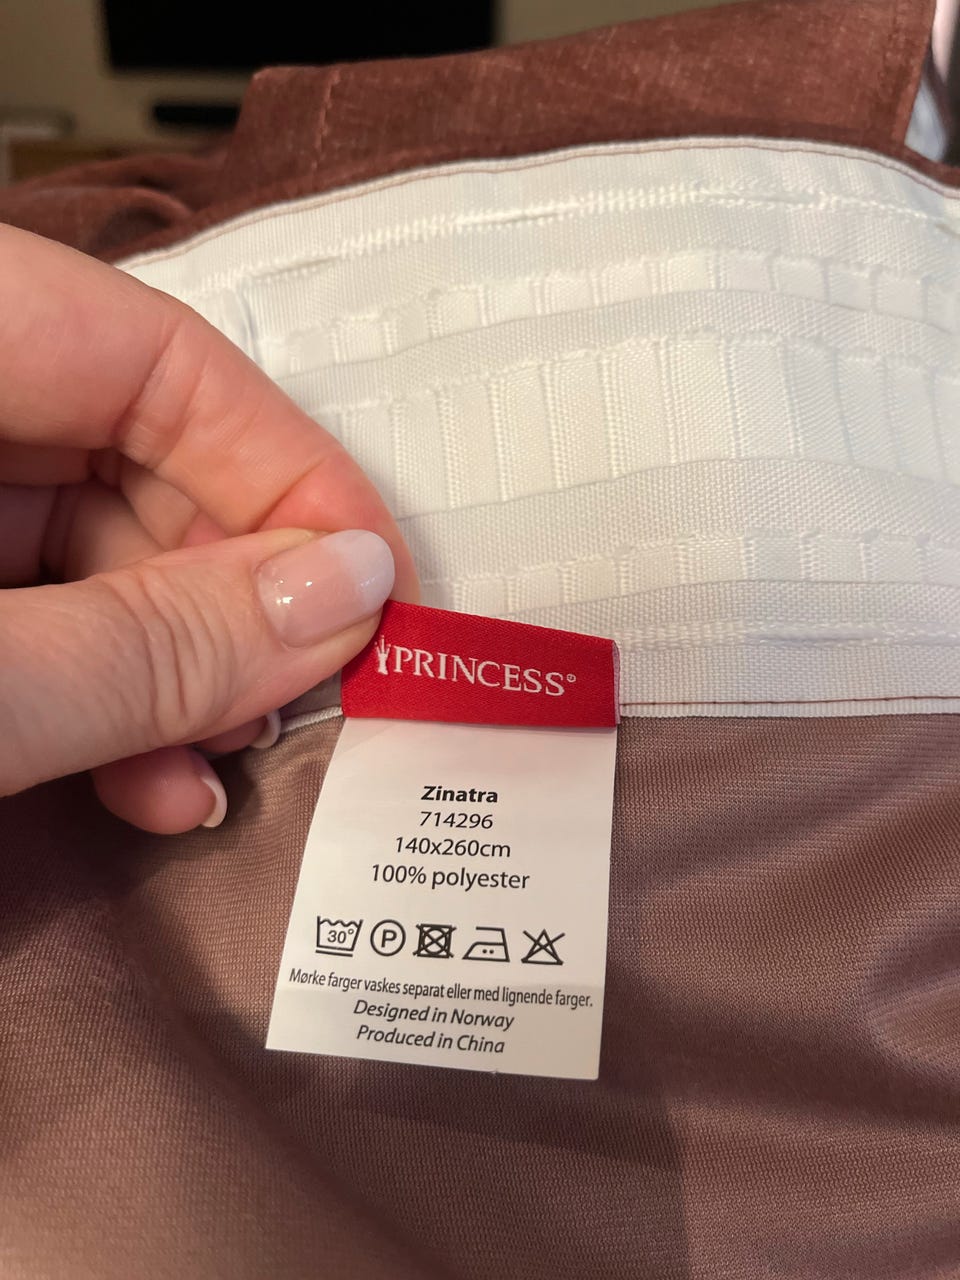 PRINCESS®
Zinatra
714296
140x260cm
100% polyester
30° P
Mørke farger vaskes separat eller med lignende farger.
Designed in Norway
Produced in China